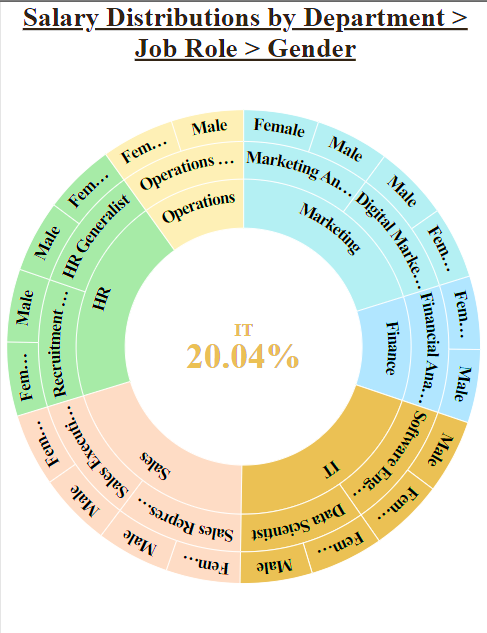 Salary Distributions by Department >
Job Role > Gender
Female
Male
Male
Fem...
Marketing An...
Digital Marke...
Marketing
Fem...
Male
Financial Ana...
Finance
Male
Fem...
Software Eng...
IT
Fem...
Male
Data Scientist
Fem...
Male
Sales Repres...
Sales
Male
Fem...
Sales Executi...
Fem...
Male
Recruitment ...
HR
Male
Fem...
HR Generalist
Fem...
Male
Operations ...
Operations
IT
20.04%